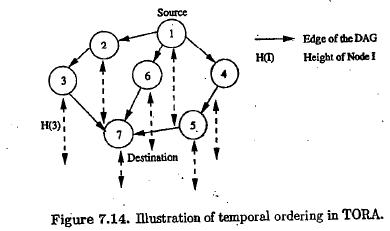 Source
1
Edge of the DAG
2
H(I) Height of Node I
3
6
4
H(3)
7
5
Destination
Figure 7.14. Illustration of temporal ordering in TORA.